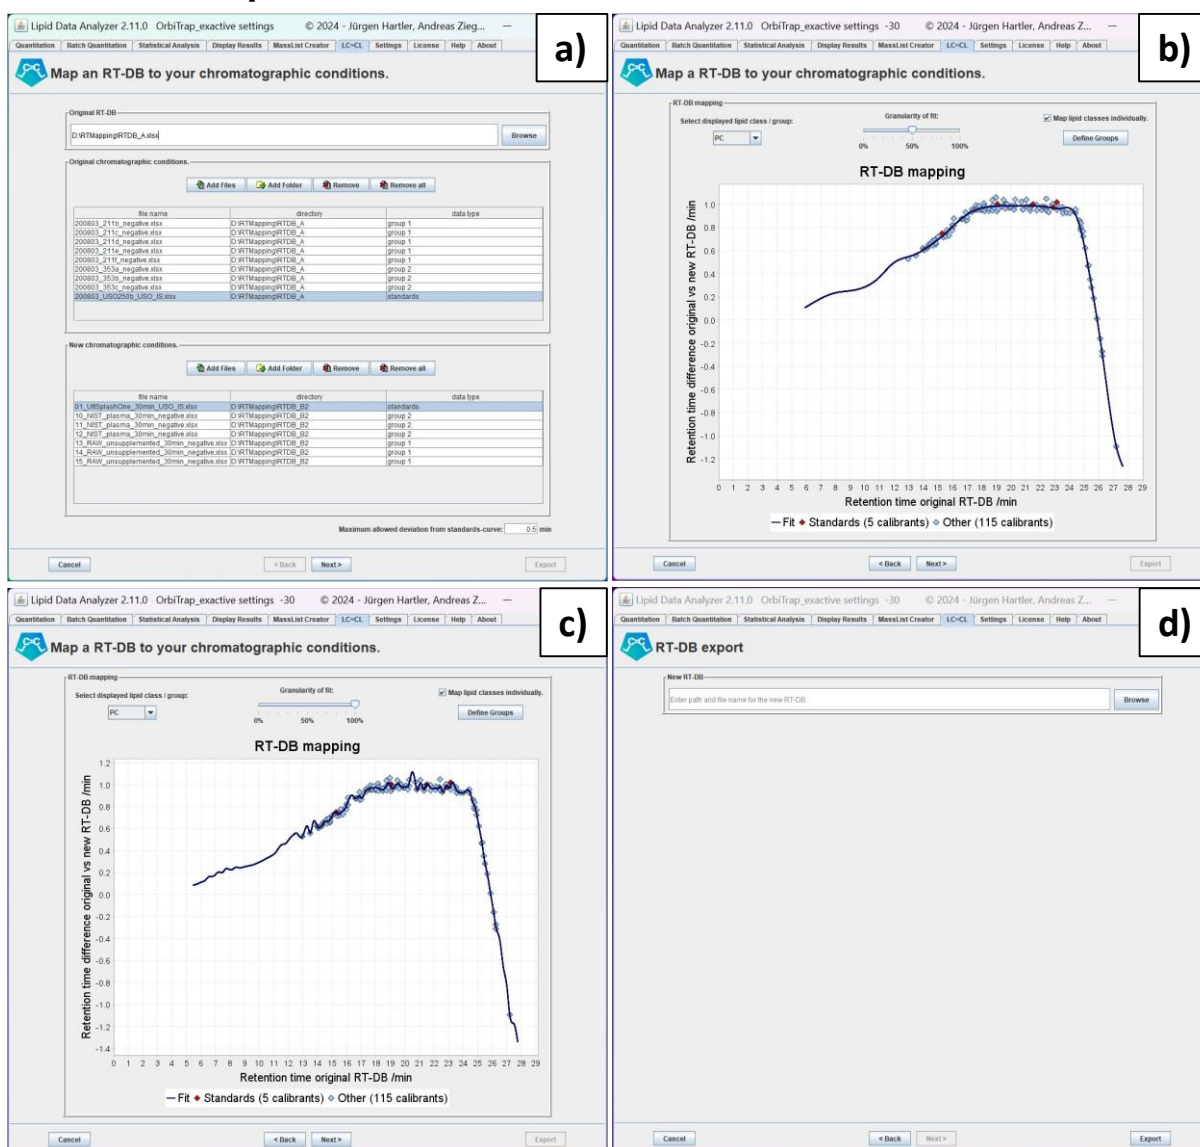 Lipid Data Analyzer 2.11.0 OrbiTrap_exactive settings © 2024 - Jürgen Hartler, Andreas Zieg...
a)
Quantitation Batch Quantitation Statistical Analysis Display Results MassList Creator LC=CL Settings License Help About
Map an RT-DB to your chromatographic conditions.
Original RT-DB
D:\RTMapping\RTDB_A.xlsx
Browse
Original chromatographic conditions.
Add Files Add Folder Remove Remove all
file name directory data type
200803_211b_negative.xlsx D:\RTMapping\RTDB_A group 1
200803_211c_negative.xlsx D:\RTMapping\RTDB_A group 1
200803_211d_negative.xlsx D:\RTMapping\RTDB_A group 1
200803_211e_negative.xlsx D:\RTMapping\RTDB_A group 1
200803_211f_negative.xlsx D:\RTMapping\RTDB_A group 1
200803_353a_negative.xlsx D:\RTMapping\RTDB_A group 2
200803_353b_negative.xlsx D:\RTMapping\RTDB_A group 2
200803_353c_negative.xlsx D:\RTMapping\RTDB_A group 2
200803_USO250b_USO_IS.xlsx D:\RTMapping\RTDB_A standards
New chromatographic conditions.
Add Files Add Folder Remove Remove all
file name directory data type
01_UltSplashOne_30min_USO_IS.xlsx D:\RTMapping\RTDB_B2 standards
10_NIST_plasma_30min_negative.xlsx D:\RTMapping\RTDB_B2 group 2
11_NIST_plasma_30min_negative.xlsx D:\RTMapping\RTDB_B2 group 2
12_NIST_plasma_30min_negative.xlsx D:\RTMapping\RTDB_B2 group 2
13_RAW_unsupplemented_30min_negative.xlsx D:\RTMapping\RTDB_B2 group 1
14_RAW_unsupplemented_30min_negative.xlsx D:\RTMapping\RTDB_B2 group 1
15_RAW_unsupplemented_30min_negative.xlsx D:\RTMapping\RTDB_B2 group 1
Maximum allowed deviation from standards-curve: 0.5 min
Cancel < Back Next > Export
Lipid Data Analyzer 2.11.0 OrbiTrap_exactive settings -30 © 2024 - Jürgen Hartler, Andreas Z...
b)
Quantitation Batch Quantitation Statistical Analysis Display Results MassList Creator LC=CL Settings License Help About
Map a RT-DB to your chromatographic conditions.
RT-DB mapping
Select displayed lipid class / group: Granularity of fit: Map lipid classes individually.
PC 0% 50% 100% Define Groups
RT-DB mapping
Retention time difference original vs new RT-DB /min
1.0
0.8
0.6
0.4
0.2
0.0
-0.2
-0.4
-0.6
-0.8
-1.0
-1.2
0 1 2 3 4 5 6 7 8 9 10 11 12 13 14 15 16 17 18 19 20 21 22 23 24 25 26 27 28 29
Retention time original RT-DB /min
Fit Standards (5 calibrants) Other (115 calibrants)
Cancel < Back Next > Export
Lipid Data Analyzer 2.11.0 OrbiTrap_exactive settings -30 © 2024 - Jürgen Hartler, Andreas Z...
c)
Quantitation Batch Quantitation Statistical Analysis Display Results MassList Creator LC=CL Settings License Help About
Map a RT-DB to your chromatographic conditions.
RT-DB mapping
Select displayed lipid class / group: Granularity of fit: Map lipid classes individually.
PC 0% 50% 100% Define Groups
RT-DB mapping
Retention time difference original vs new RT-DB /min
1.2
1.0
0.8
0.6
0.4
0.2
0.0
-0.2
-0.4
-0.6
-0.8
-1.0
-1.2
-1.4
0 1 2 3 4 5 6 7 8 9 10 11 12 13 14 15 16 17 18 19 20 21 22 23 24 25 26 27 28 29
Retention time original RT-DB /min
Fit Standards (5 calibrants) Other (115 calibrants)
Cancel < Back Next > Export
Lipid Data Analyzer 2.11.0 OrbiTrap_exactive settings -30 © 2024 - Jürgen Hartler, Andreas Z...
d)
Quantitation Batch Quantitation Statistical Analysis Display Results MassList Creator LC=CL Settings License Help About
RT-DB export
New RT-DB
Enter path and file name for the new RT-DB.
Browse
Cancel < Back Next > Export